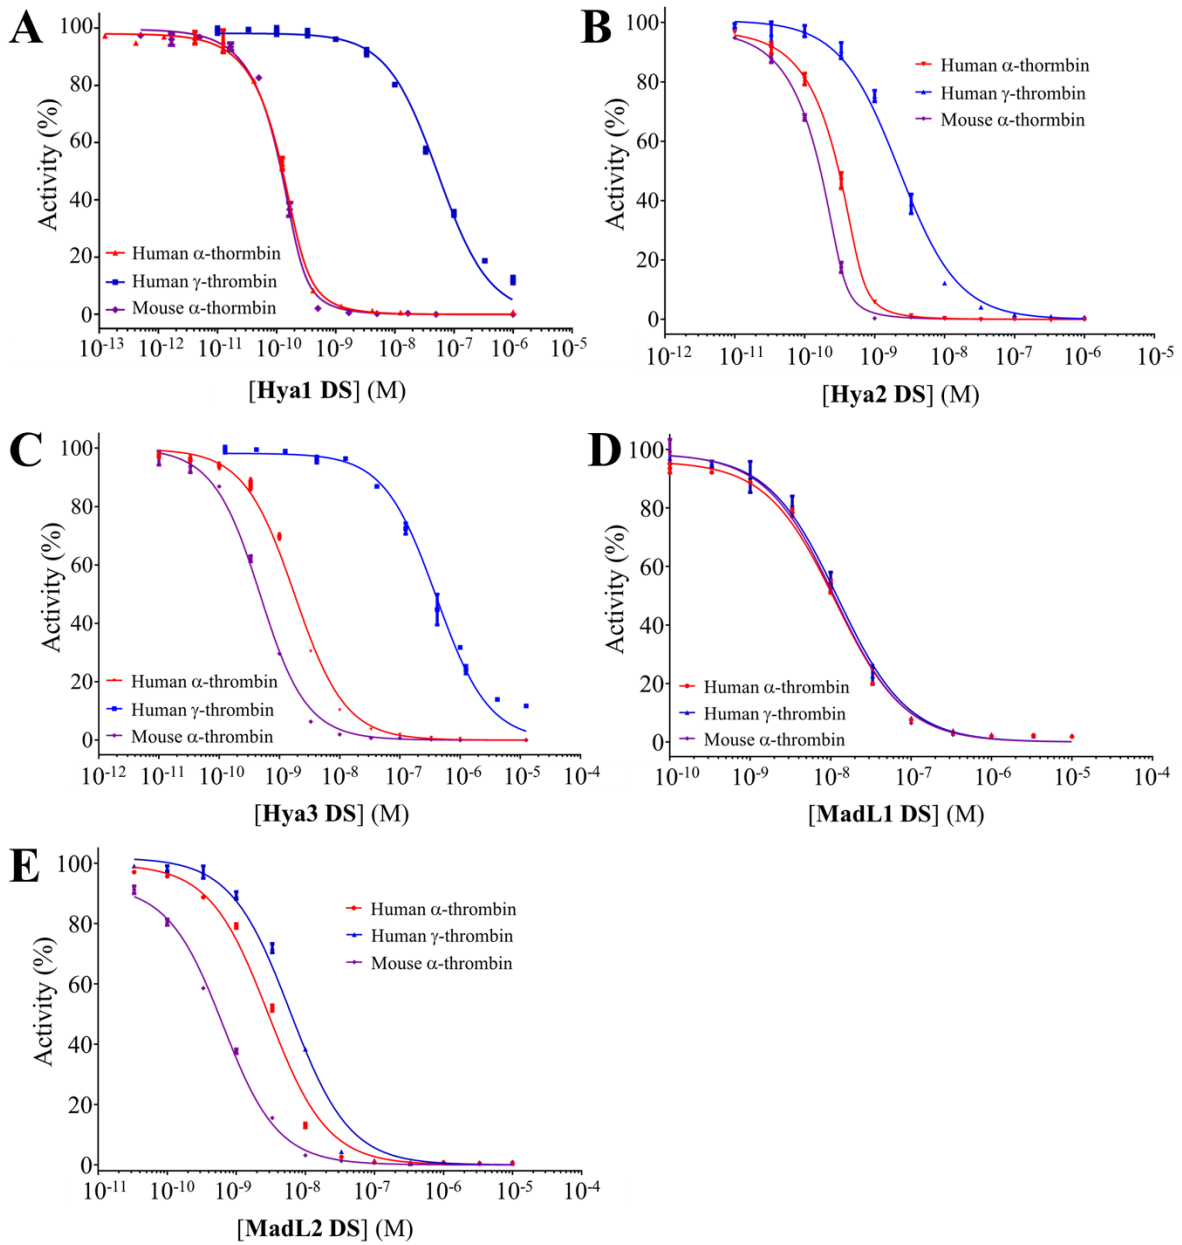 A
Activity (%)
100
80
60
40
20
0
Human α-thormbin
Human γ-thrombin
Mouse α-thormbin
10-13 10-12 10-11 10-10 10-9 10-8 10-7 10-6 10-5
[Hya1 DS] (M)
B
Activity (%)
100
80
60
40
20
0
Human α-thormbin
Human γ-thrombin
Mouse α-thormbin
10-12 10-11 10-10 10-9 10-8 10-7 10-6 10-5
[Hya2 DS] (M)
C
Activity (%)
100
80
60
40
20
0
Human α-thrombin
Human γ-thrombin
Mouse α-thrombin
10-12 10-11 10-10 10-9 10-8 10-7 10-6 10-5 10-4
[Hya3 DS] (M)
D
Activity (%)
100
80
60
40
20
0
Human α-thrombin
Human γ-thrombin
Mouse α-thrombin
10-10 10-9 10-8 10-7 10-6 10-5 10-4
[MadL1 DS] (M)
E
Activity (%)
100
80
60
40
20
0
Human α-thrombin
Human γ-thrombin
Mouse α-thrombin
10-11 10-10 10-9 10-8 10-7 10-6 10-5 10-4
[MadL2 DS] (M)